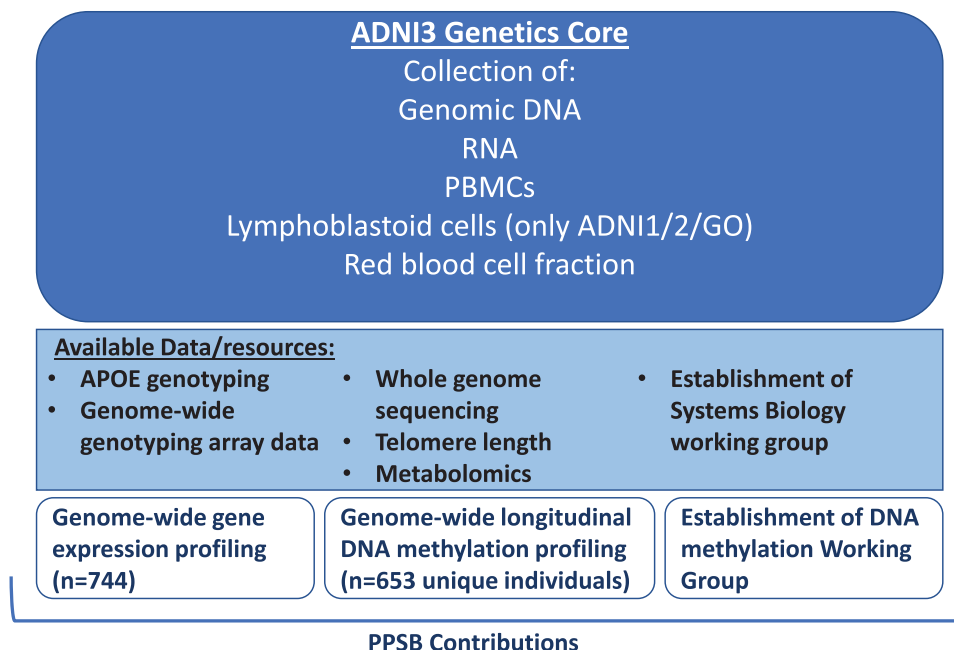 ADNI3 Genetics Core
Collection of:
Genomic DNA
RNA
PBMCs
Lymphoblastoid cells (only ADNI1/2/GO)
Red blood cell fraction
Available Data/resources:
• APOE genotyping
• Genome-wide
genotyping array data
• Whole genome
sequencing
• Telomere length
• Metabolomics
• Establishment of
Systems Biology
working group
Genome-wide gene
expression profiling
(n=744)
Genome-wide longitudinal
DNA methylation profiling
(n=653 unique individuals)
Establishment of DNA
methylation Working
Group
PPSB Contributions